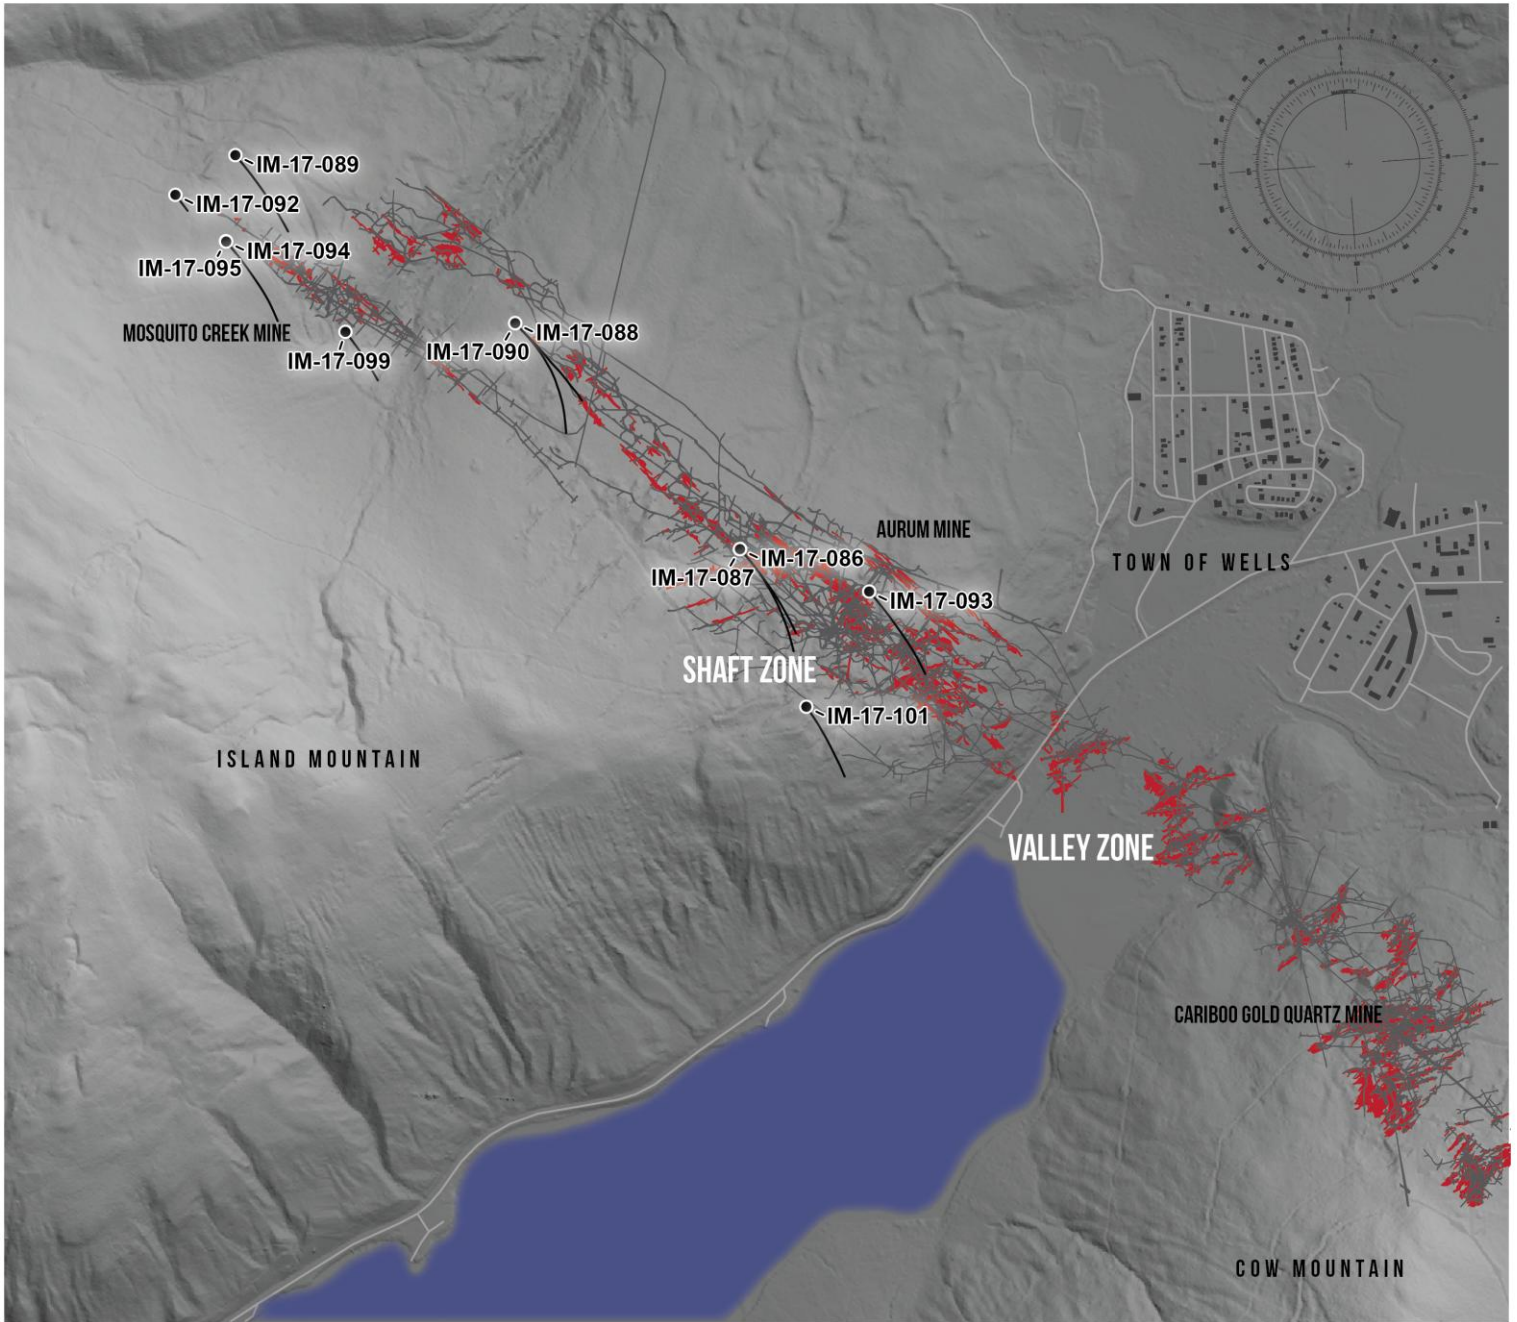 IM-17-089
IM-17-092
IM-17-094
IM-17-095
MOSQUITO CREEK MINE
IM-17-099
IM-17-088
IM-17-090
AURUM MINE
TOWN OF WELLS
IM-17-086
IM-17-087
IM-17-093
SHAFT ZONE
IM-17-101
ISLAND MOUNTAIN
VALLEY ZONE
CARIBOO GOLD QUARTZ MINE
COW MOUNTAIN